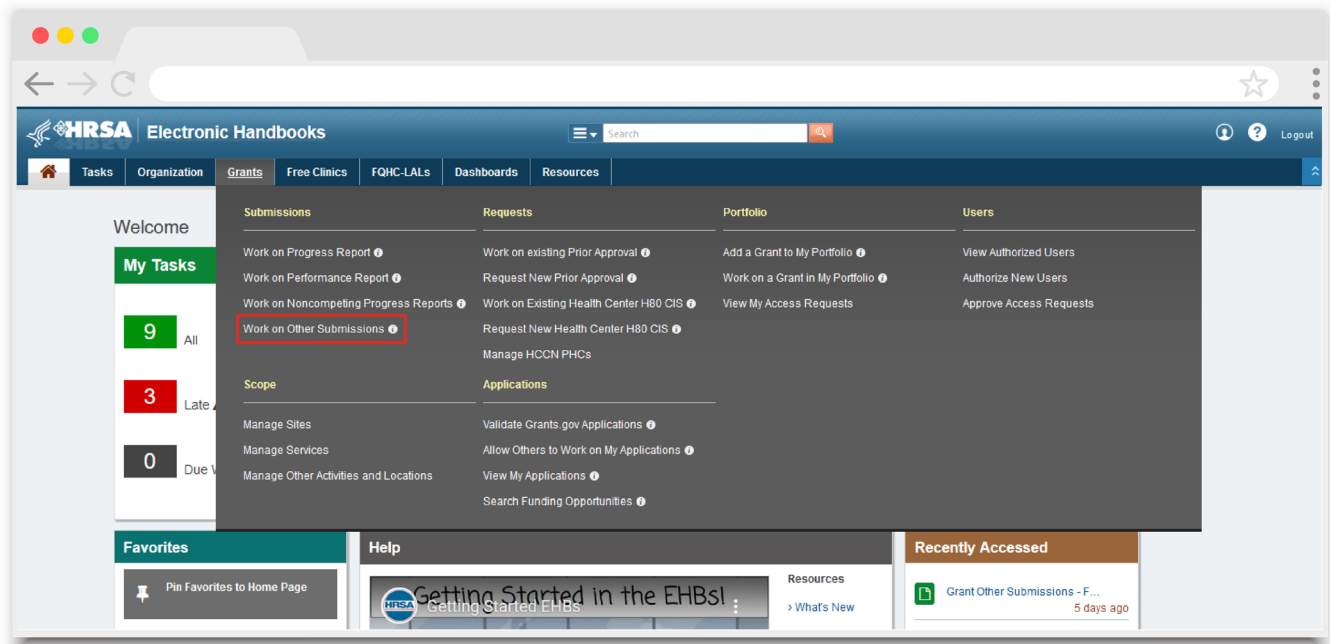 HRSA Electronic Handbooks
Search
Logout
Tasks Organization Grants Free Clinics FQHC-LALs Dashboards Resources
Welcome
My Tasks
9 All
3 Late
0 Due
Submissions
Work on Progress Report
Work on Performance Report
Work on Noncompeting Progress Reports
Work on Other Submissions
Requests
Work on existing Prior Approval
Request New Prior Approval
Work on Existing Health Center H80 CIS
Request New Health Center H80 CIS
Manage HCCN PHCs
Portfolio
Add a Grant to My Portfolio
Work on a Grant in My Portfolio
View My Access Requests
Users
View Authorized Users
Authorize New Users
Approve Access Requests
Scope
Manage Sites
Manage Services
Manage Other Activities and Locations
Applications
Validate Grants.gov Applications
Allow Others to Work on My Applications
View My Applications
Search Funding Opportunities
Favorites
Pin Favorites to Home Page
Help
Getting Started in the EHBs!
HRSA Getting Started EHBs
Resources
› What's New
Recently Accessed
Grant Other Submissions - F...
5 days ago